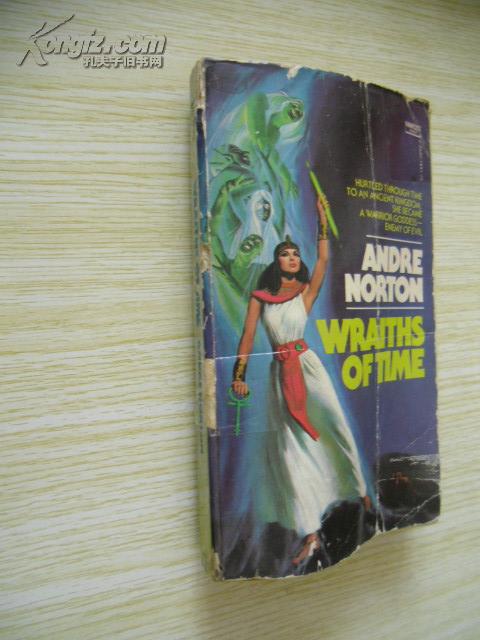 Kongfz.com
孔夫子旧书网
HURTLED THROUGH TIME
TO AN ANCIENT KINGDOM,
SHE BECAME
A WARRIOR GODDESS—
ENEMY OF EVIL
ANDRE
NORTON
WRAITHS
OF TIME